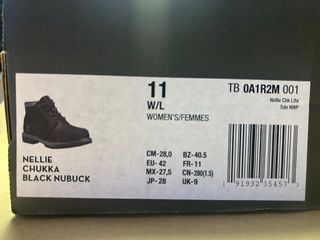 11
W/L
WOMEN'S/FEMMES
TB 0A1R2M 001
Nellie Chk Lthr
Sde NWP
NELLIE
CHUKKA
BLACK NUBUCK
CM-28,0 BZ-40.5
EU- 42 FR-11
MX-27,5 CN-280(1.5)
JP-28 UK-9
1 91932 35457 3